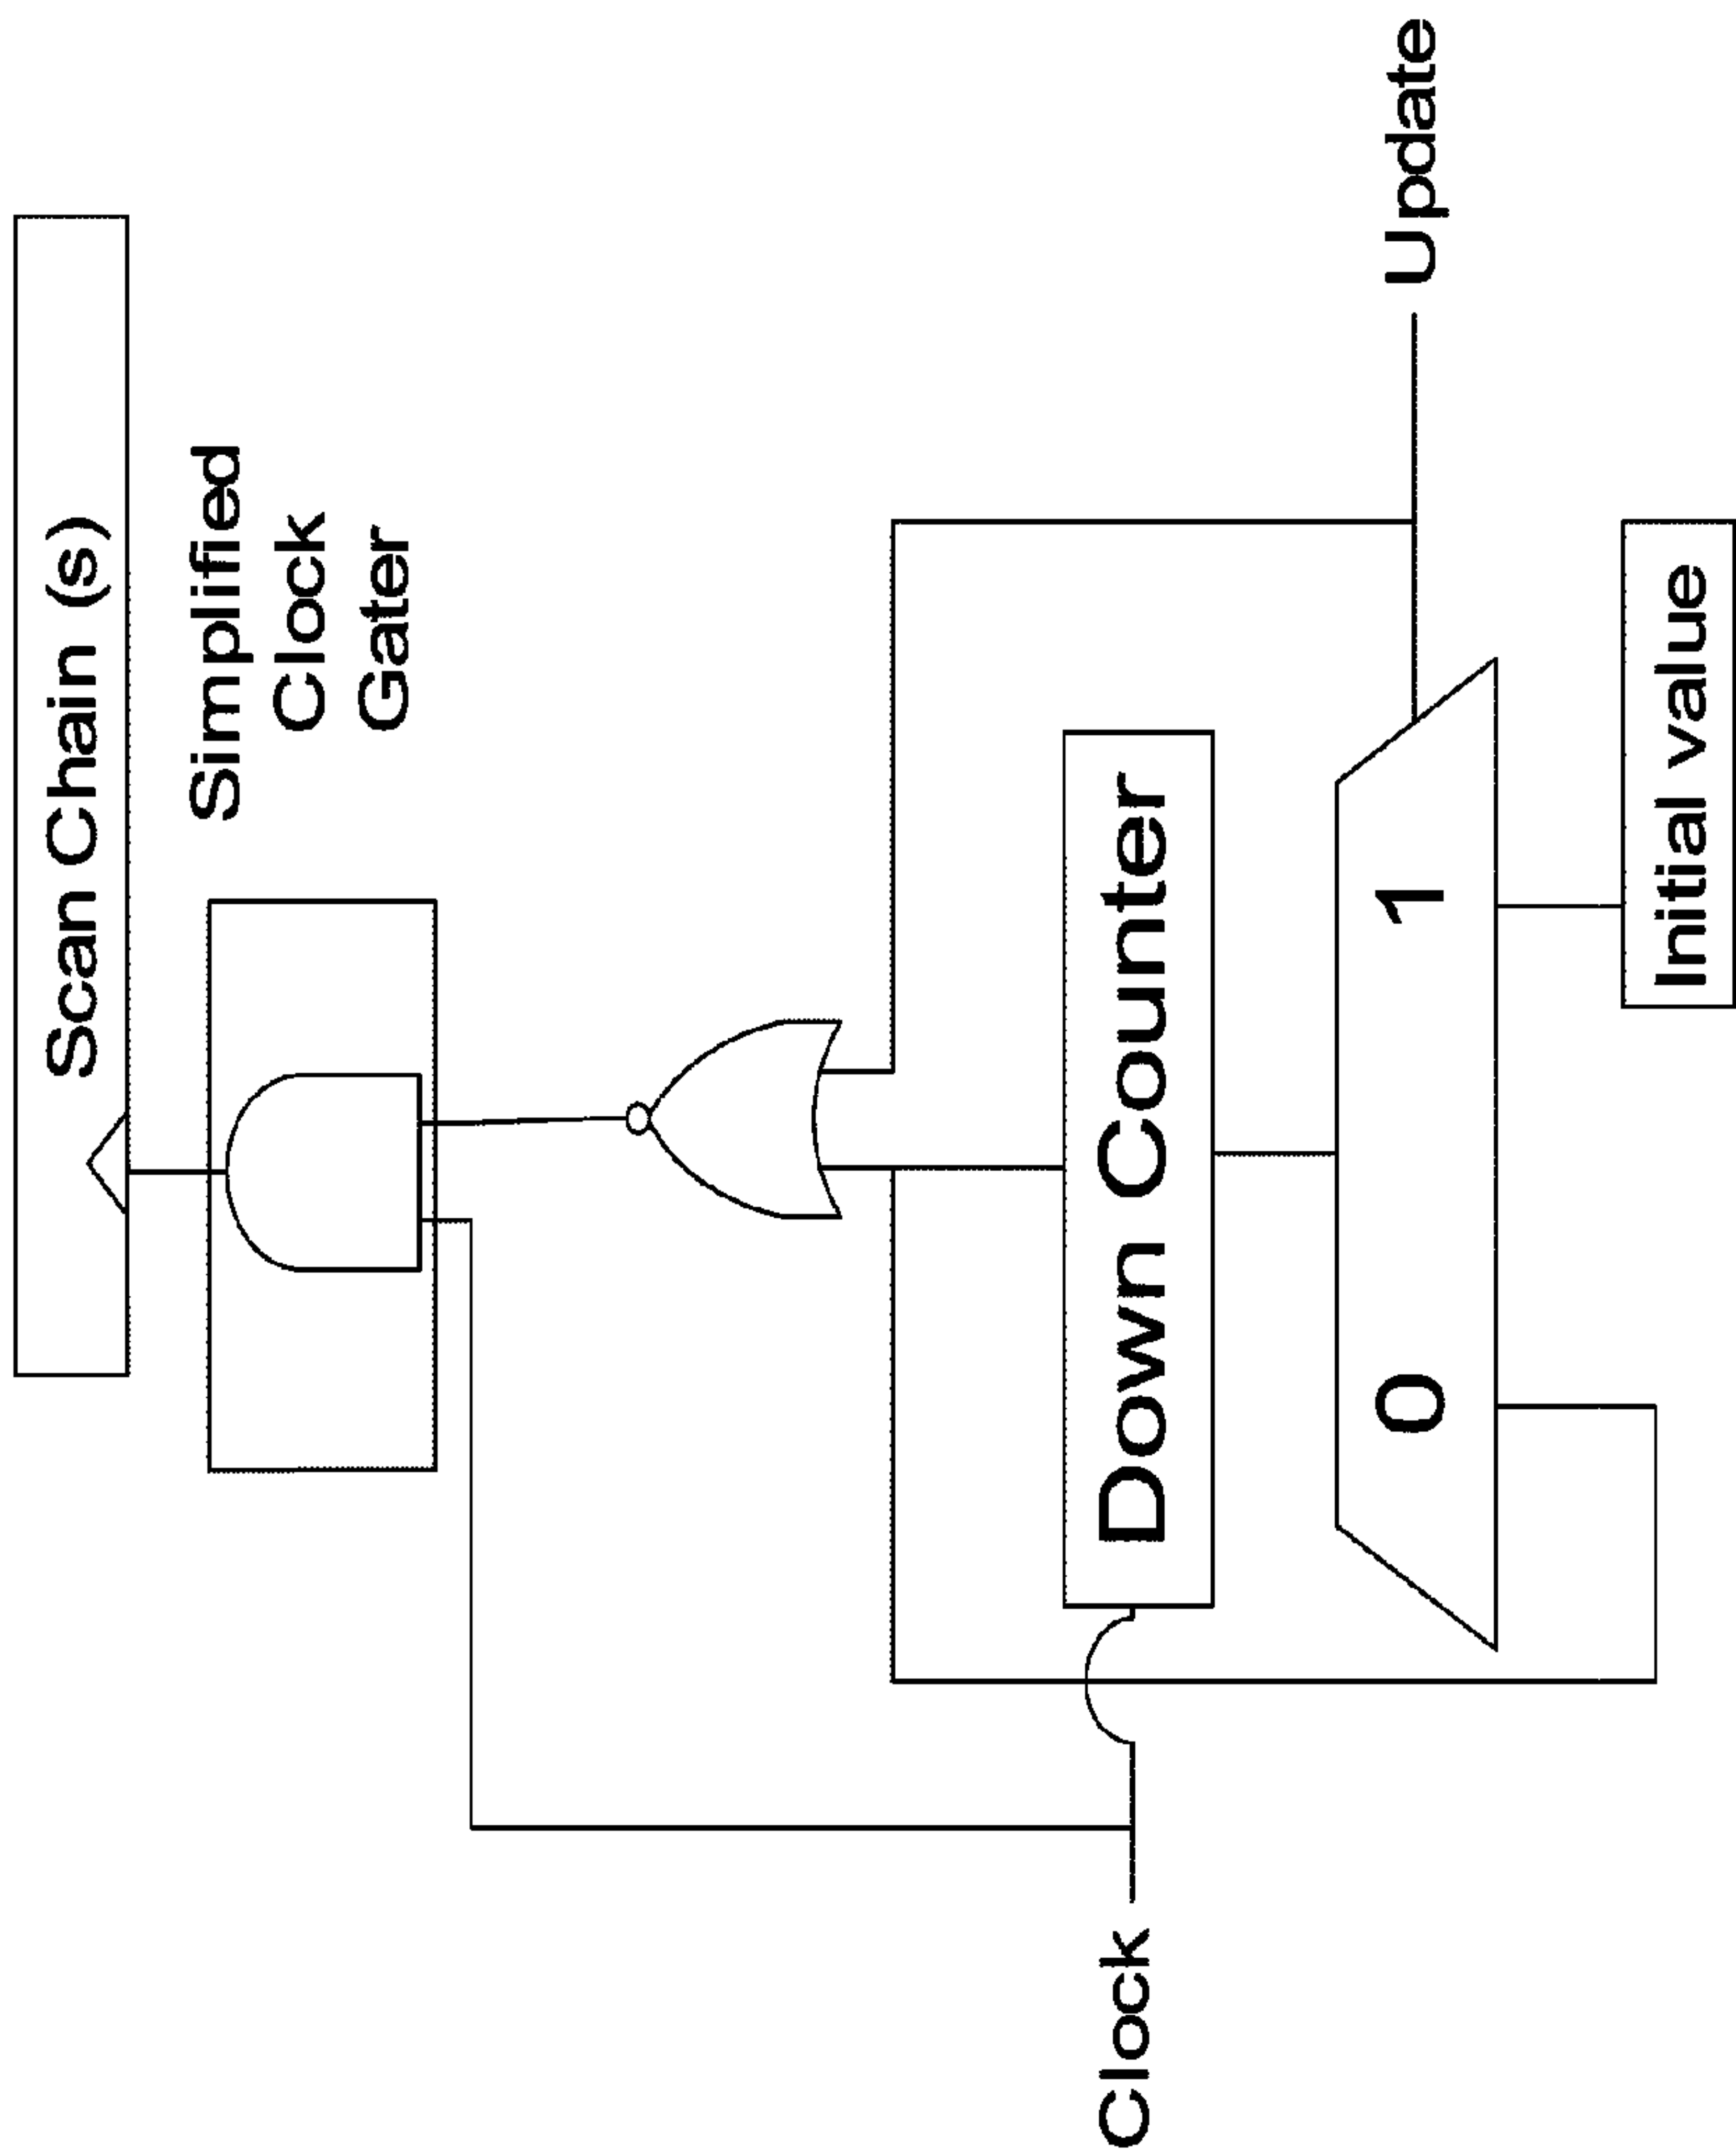 Scan Chain (s)
Simplified
Clock
Gater
Down Counter
Clock
Update
0
1
Initial value